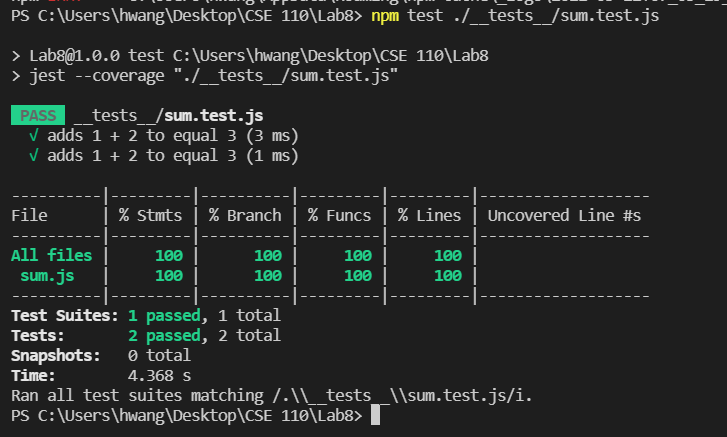 PS C:\Users\hwang\Desktop\CSE 110\Lab8> npm test ./__tests__/sum.test.js
> Lab8@1.0.0 test C:\Users\hwang\Desktop\CSE 110\Lab8
> jest --coverage "./__tests__/sum.test.js"
PASS __tests__/sum.test.js
√ adds 1 + 2 to equal 3 (3 ms)
√ adds 1 + 2 to equal 3 (1 ms)
----------|---------|----------|---------|---------|-------------------
File      | % Stmts | % Branch | % Funcs | % Lines | Uncovered Line #s
----------|---------|----------|---------|---------|-------------------
All files |     100 |      100 |     100 |     100 |
 sum.js   |     100 |      100 |     100 |     100 |
----------|---------|----------|---------|---------|-------------------
Test Suites: 1 passed, 1 total
Tests:       2 passed, 2 total
Snapshots:   0 total
Time:        4.368 s
Ran all test suites matching /.\\__tests__\\sum.test.js/i.
PS C:\Users\hwang\Desktop\CSE 110\Lab8>